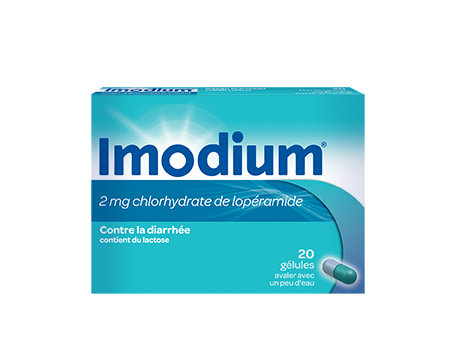 Imodium
Imodium®
2 mg chlorhydrate de lopéramide
Contre la diarrhée
contient du lactose
20
gélules
avaler avec
un peu d'eau